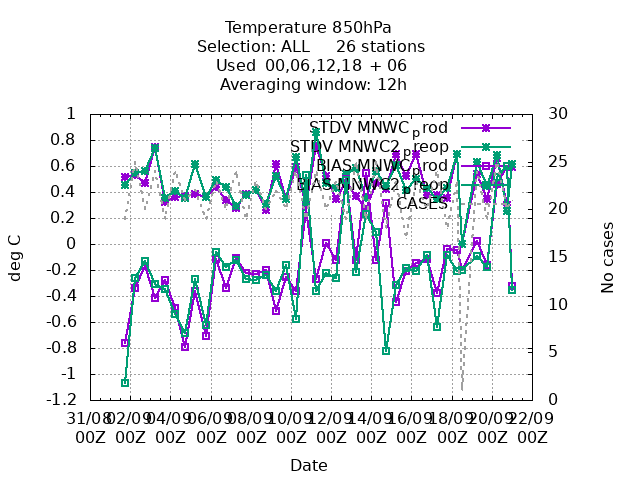 Temperature 850hPa
Selection: ALL 26 stations
Used 00,06,12,18 + 06
Averaging window: 12h
1 30
0.8
0.6 25
0.4
0.2 20
0
-0.2 15
-0.4
-0.6 10
-0.8
-1 5
-1.2 0
STDV MNWC_prod
STDV MNWC2_preop
BIAS MNWC_prod
BIAS MNWC2_preop
CASES
deg C
No cases
31/08 02/09 04/09 06/09 08/09 10/09 12/09 14/09 16/09 18/09 20/09 22/09
00Z 00Z 00Z 00Z 00Z 00Z 00Z 00Z 00Z 00Z 00Z 00Z
Date